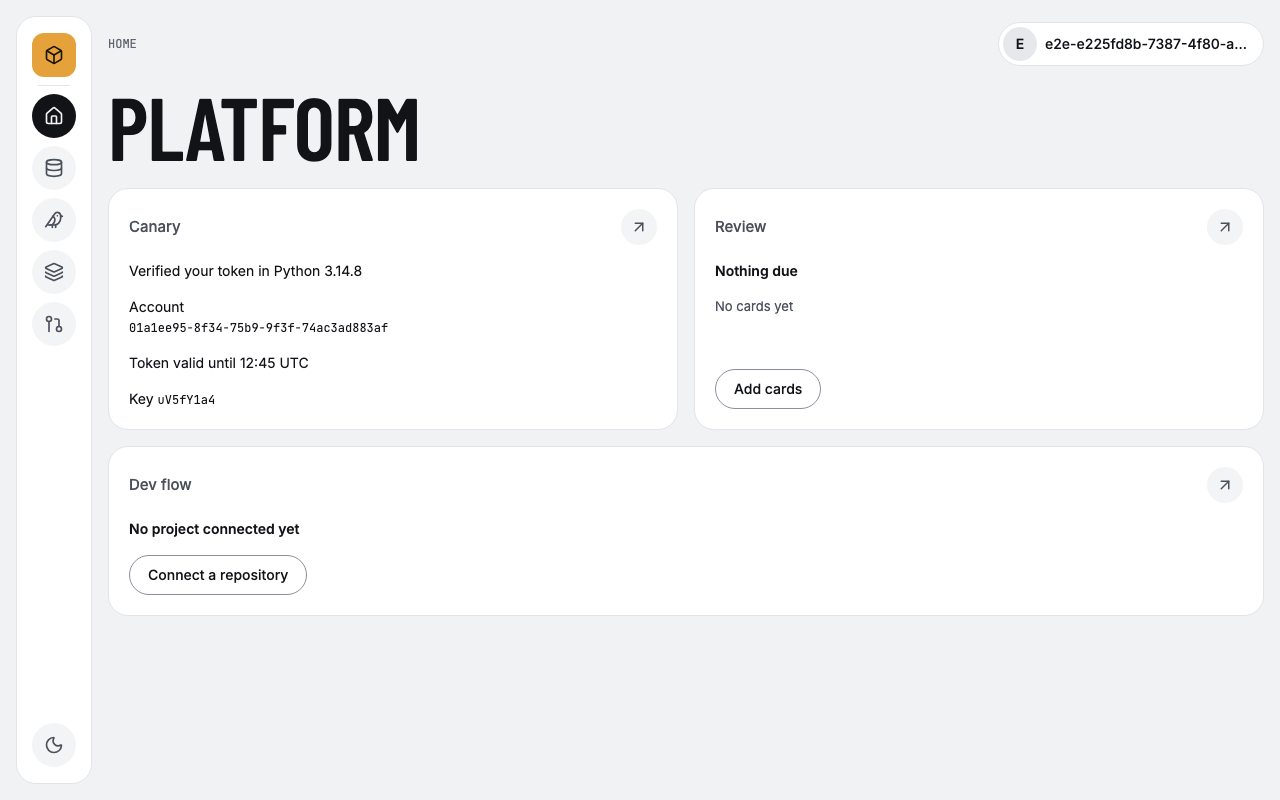 HOME
E
e2e-e225fd8b-7387-4f80-a...
PLATFORM
Canary
Verified your token in Python 3.14.8
Account
01a1ee95-8f34-75b9-9f3f-74ac3ad883af
Token valid until 12:45 UTC
Key uV5fY1a4
Review
Nothing due
No cards yet
Add cards
Dev flow
No project connected yet
Connect a repository